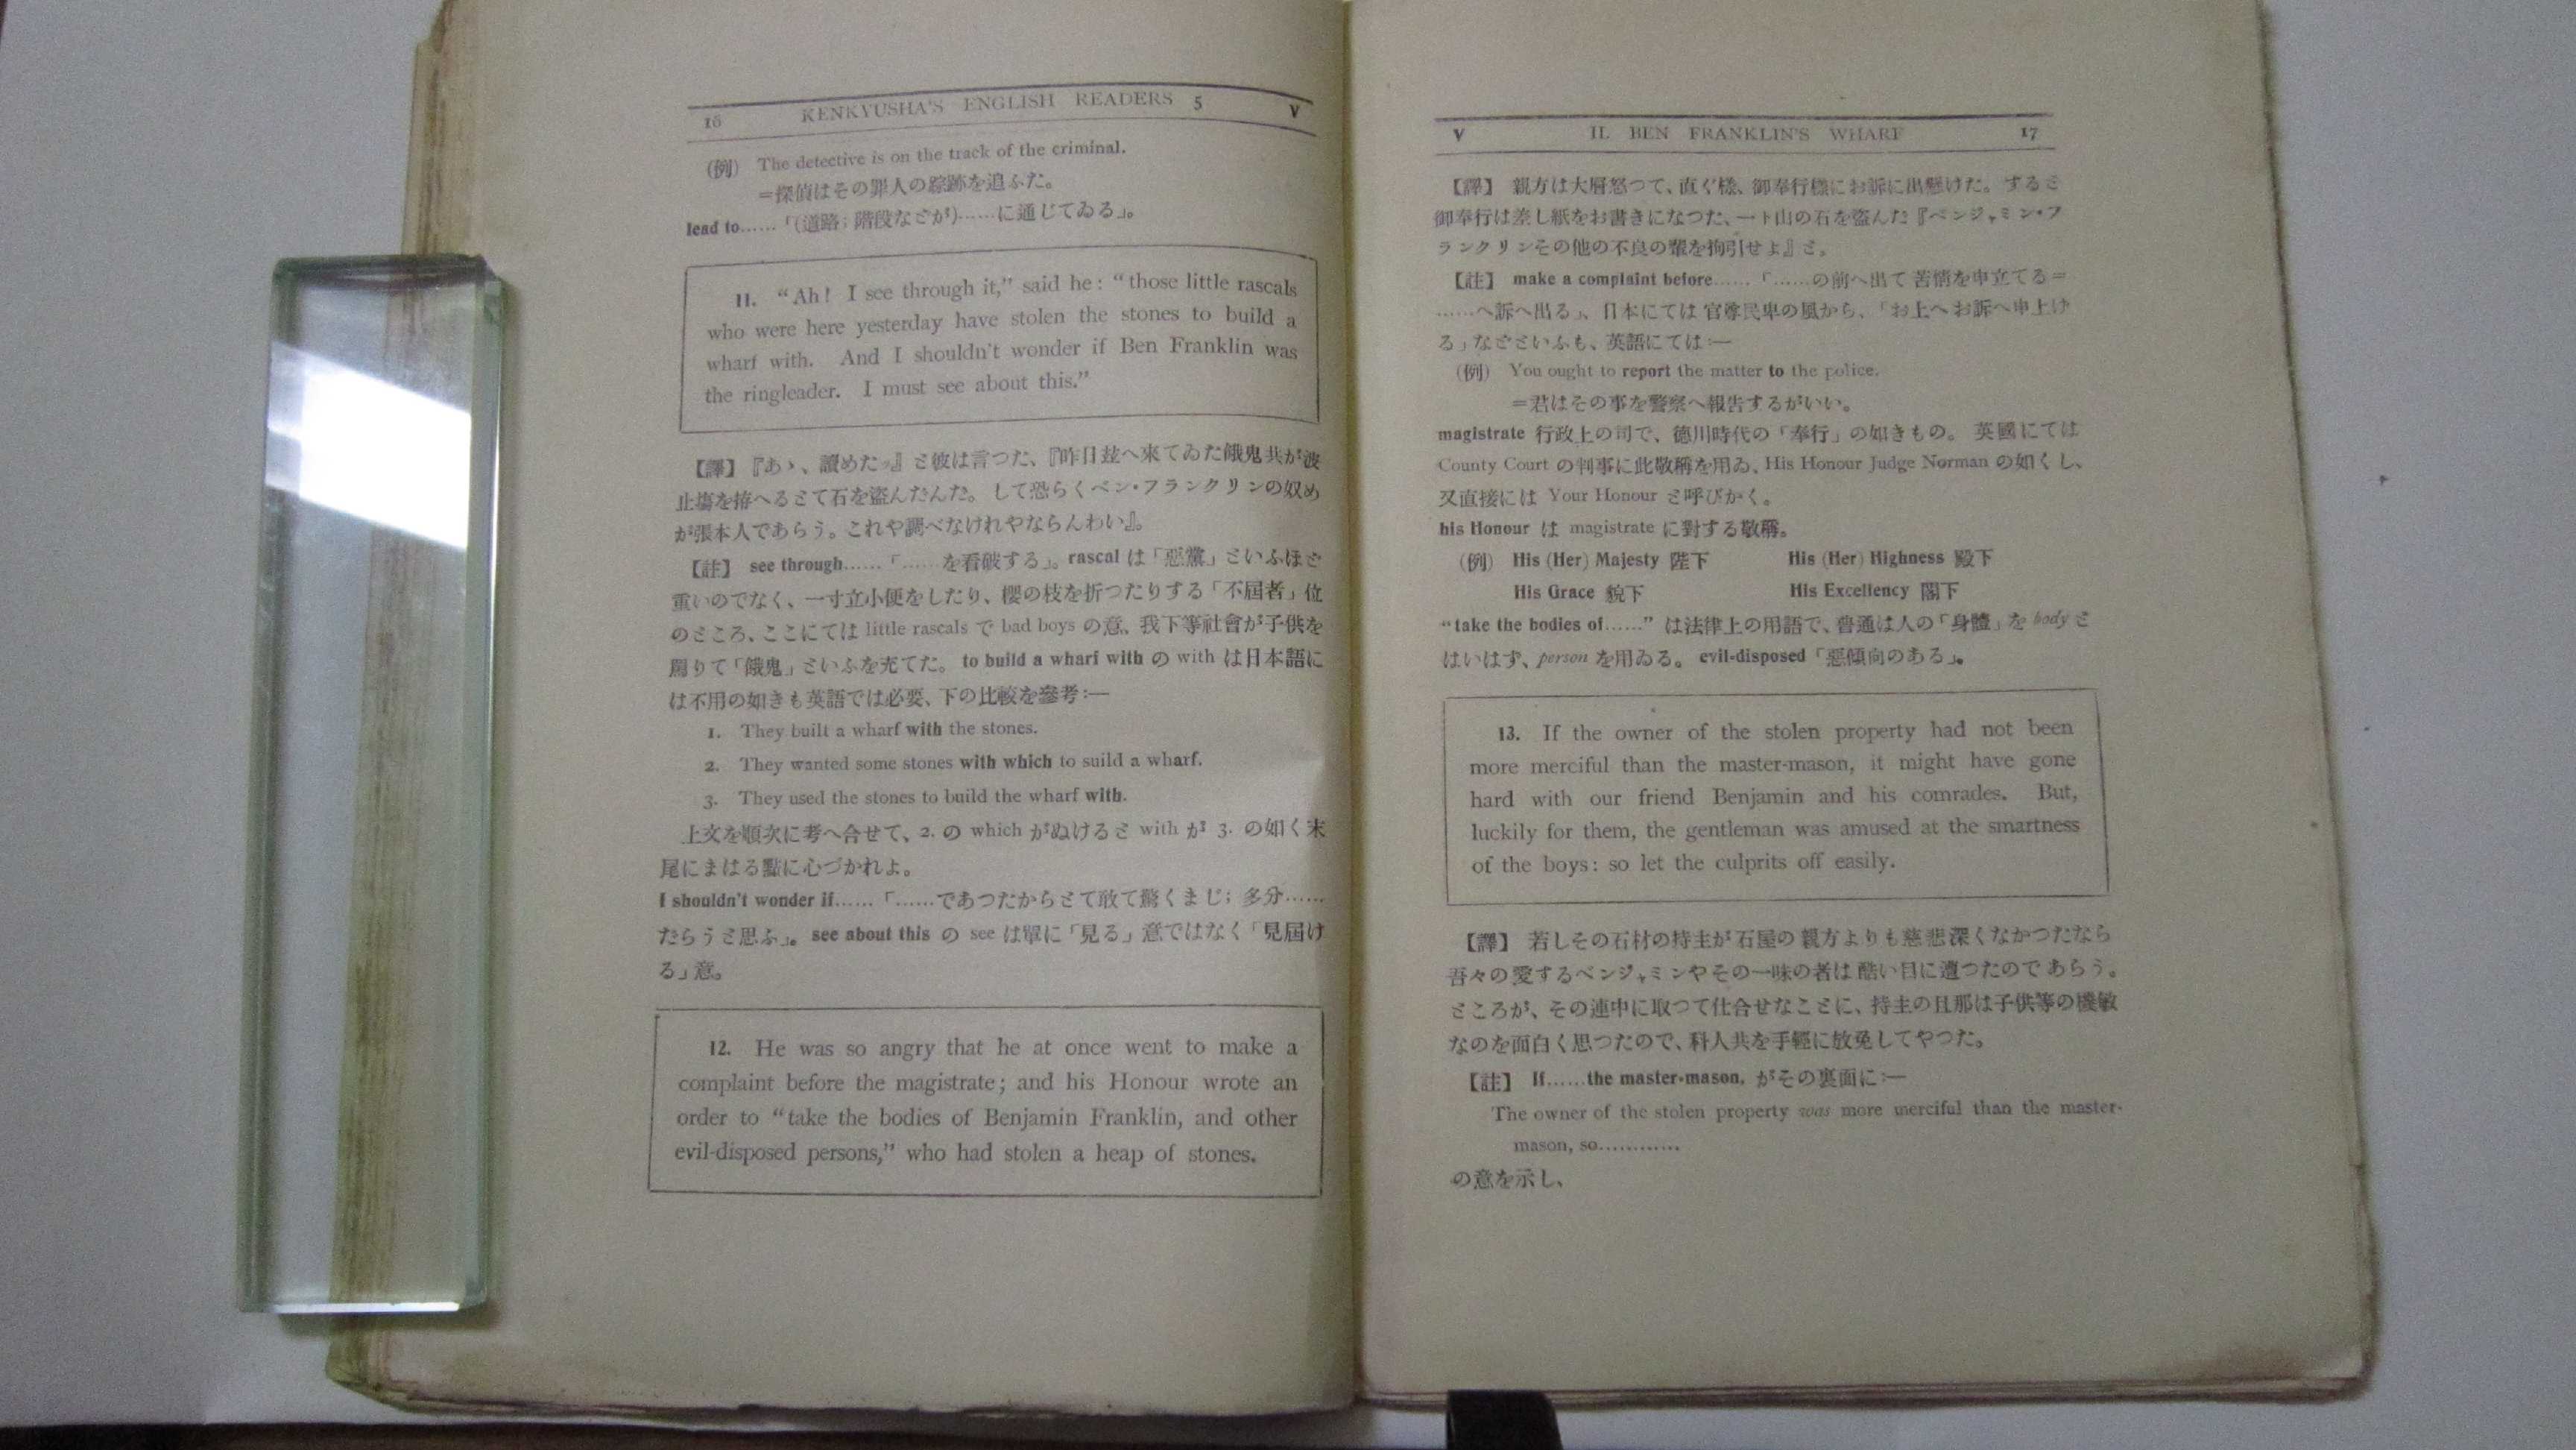 16 KENKYUSHA'S ENGLISH READERS 5 V
(例) The detective is on the track of the criminal.
=探偵はその罪人の踪跡を追ふた。
lead to……「(道路; 階段などが)……に通じてゐる」。
11. “Ah! I see through it,” said he: “those little rascals
who were here yesterday have stolen the stones to build a
wharf with. And I shouldn't wonder if Ben Franklin was
the ringleader. I must see about this.”
【譯】『あゝ、讀めたッ』と彼は言つた、『昨日玆へ來てゐた餓鬼共が波
止塲を拵へるとて石を盜んだんだ。して恐らくベン・フランクリンの奴め
が張本人であらう。これや調べなけれやならんわい』。
【註】 see through……「……を看破する」。rascal は「惡黨」といふほど
重いのでなく、一寸立小便をしたり、櫻の枝を折つたりする「不屆者」位
のところ、ここにては little rascals で bad boys の意、我下等社會が子供を
罵りて「餓鬼」といふを充てた。 to build a wharf with の with は日本語に
は不用の如きも英語では必要、下の比較を參考:—
1. They built a wharf with the stones.
2. They wanted some stones with which to suild a wharf.
3. They used the stones to build the wharf with.
上文を順次に考へ合せて、2. の which がぬけると with が 3. の如く末
尾にまはる點に心づかれよ。
I shouldn't wonder if……「……であつたからとて敢て驚くまじ; 多分……
だらうと思ふ」。 see about this の see は單に「見る」意ではなく「見屆け
る」意。
12. He was so angry that he at once went to make a
complaint before the magistrate; and his Honour wrote an
order to “take the bodies of Benjamin Franklin, and other
evil-disposed persons,” who had stolen a heap of stones.
V II. BEN FRANKLIN'S WHARF 17
【譯】 親方は大層怒つて、直ぐ樣、御奉行樣にお訴に出懸けた。すると
御奉行は差し紙をお書きになつた、一ト山の石を盜んだ『ベンジャミン・フ
ランクリンその他の不良の輩を拘引せよ』と。
【註】 make a complaint before……「……の前へ出て苦情を申立てる=
……へ訴へ出る」、日本にては官尊民卑の風から、「お上へお訴へ申上げ
る」などといふも、英語にては:—
(例) You ought to report the matter to the police.
=君はその事を警察へ報告するがいい。
magistrate 行政上の司で、德川時代の「奉行」の如きもの。 英國にては
County Court の判事に此敬稱を用ゐ、His Honour Judge Norman の如くし、
又直接には Your Honour と呼びかく。
his Honour は magistrate に對する敬稱。
(例) His (Her) Majesty 陛下 His (Her) Highness 殿下
His Grace 猊下 His Excellency 閣下
“take the bodies of……” は法律上の用語で、普通は人の「身體」を body と
はいはず、person を用ゐる。 evil-disposed「惡傾向のある」。
13. If the owner of the stolen property had not been
more merciful than the master-mason, it might have gone
hard with our friend Benjamin and his comrades. But,
luckily for them, the gentleman was amused at the smartness
of the boys: so let the culprits off easily.
【譯】 若しその石材の持主が石屋の親方よりも慈悲深くなかつたなら
吾々の愛するベンジャミンやその一味の者は酷い目に遭つたのであらう。
ところが、その連中に取つて仕合せなことに、持主の且那は子供等の機敏
なのを面白く思つたので、科人共を手輕に放免してやつた。
【註】 If……the master-mason. がその裏面に:—
The owner of the stolen property was more merciful than the master-
mason, so…………
の意を示し、